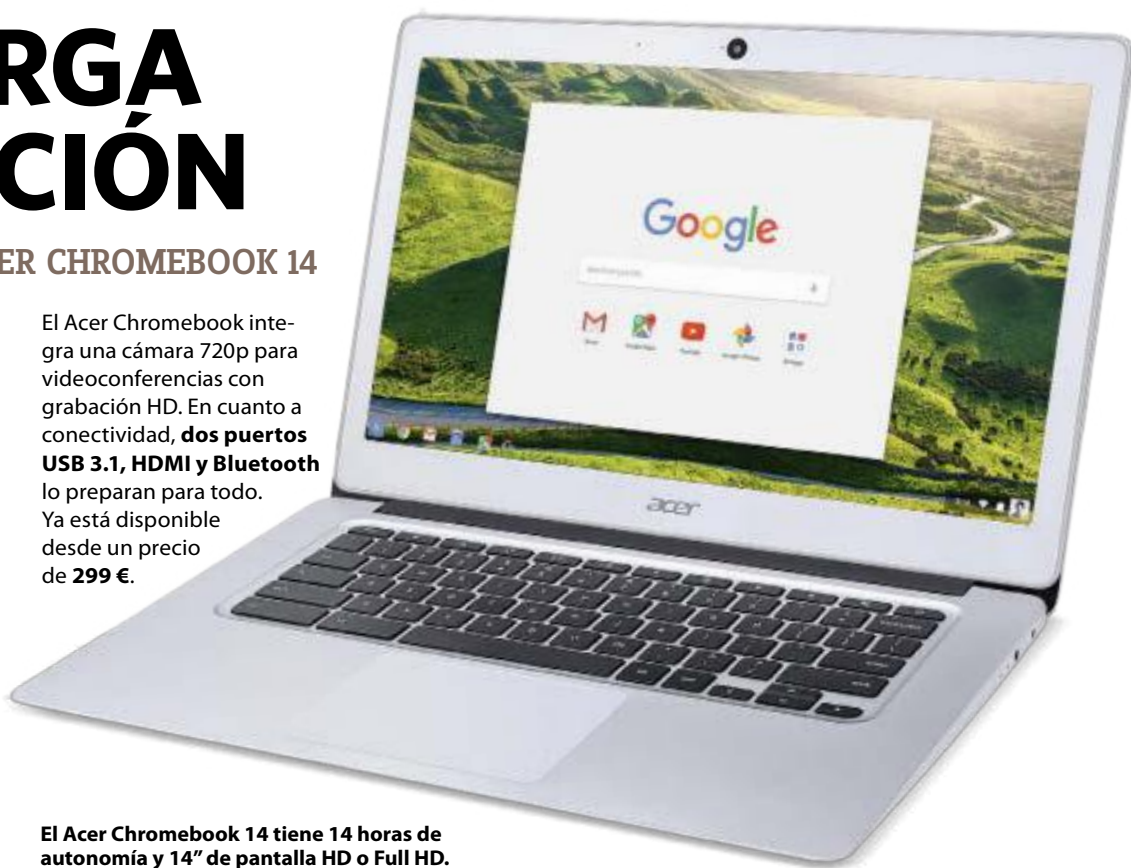 RGA
CIÓN
ER CHROMEBOOK 14
El Acer Chromebook inte-
gra una cámara 720p para
videoconferencias con
grabación HD. En cuanto a
conectividad, dos puertos
USB 3.1, HDMI y Bluetooth
lo preparan para todo.
Ya está disponible
desde un precio
de 299 €.
Google
acer
El Acer Chromebook 14 tiene 14 horas de
autonomía y 14” de pantalla HD o Full HD.